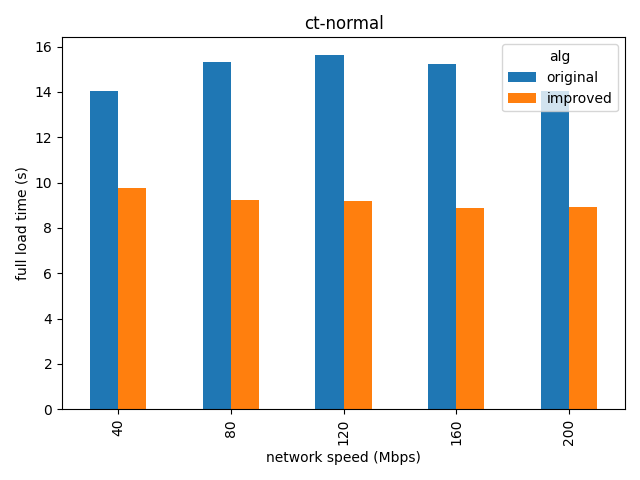 ct-normal
alg
original
improved
full load time (s)
16
14
12
10
8
6
4
2
0
40
80
120
160
200
network speed (Mbps)